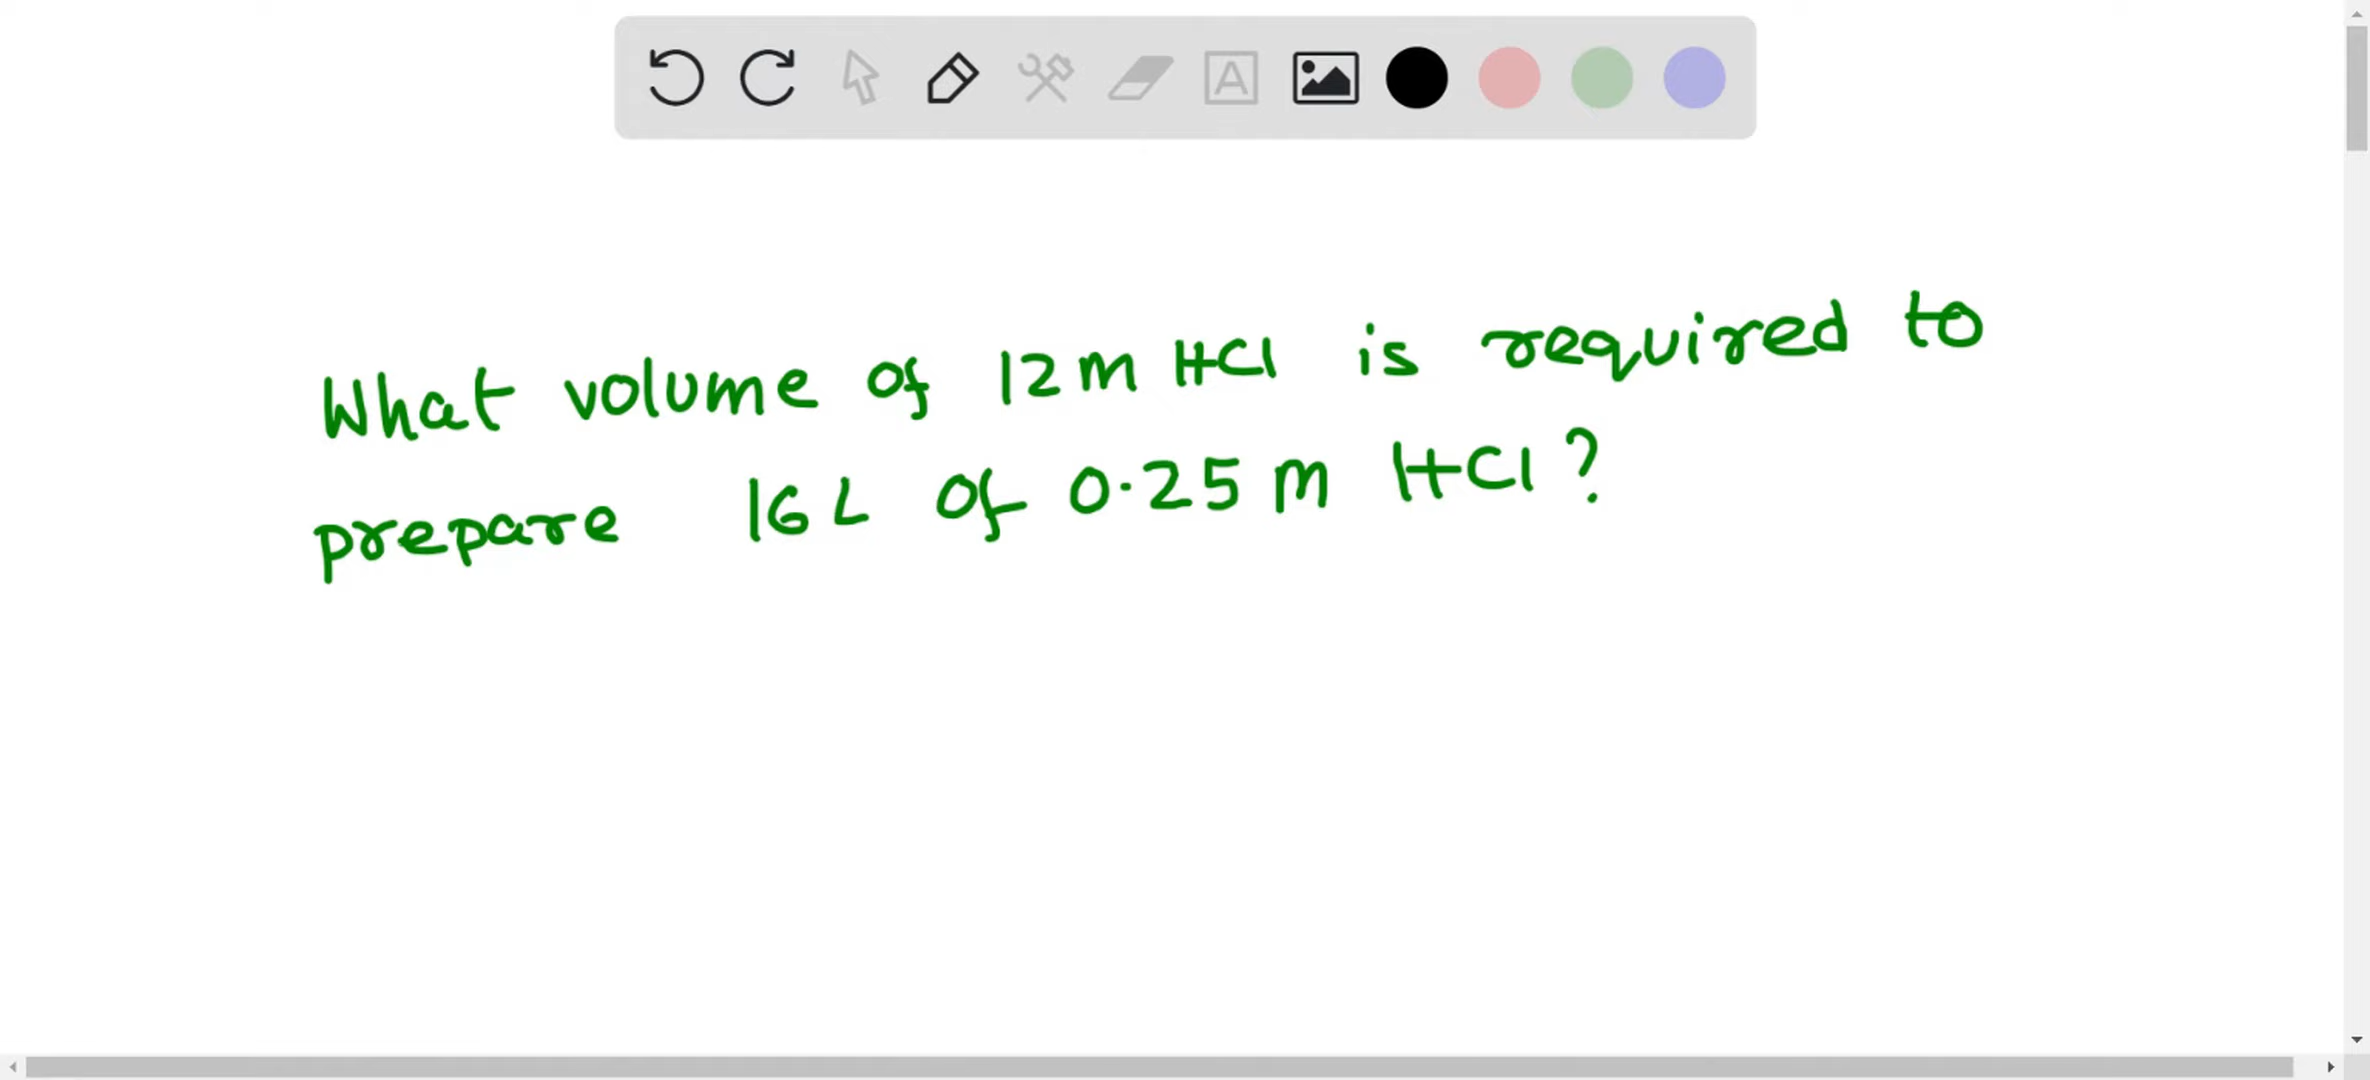 A
What volume of 12 M HCl is required to
prepare 16 L of 0.25 M HCl?